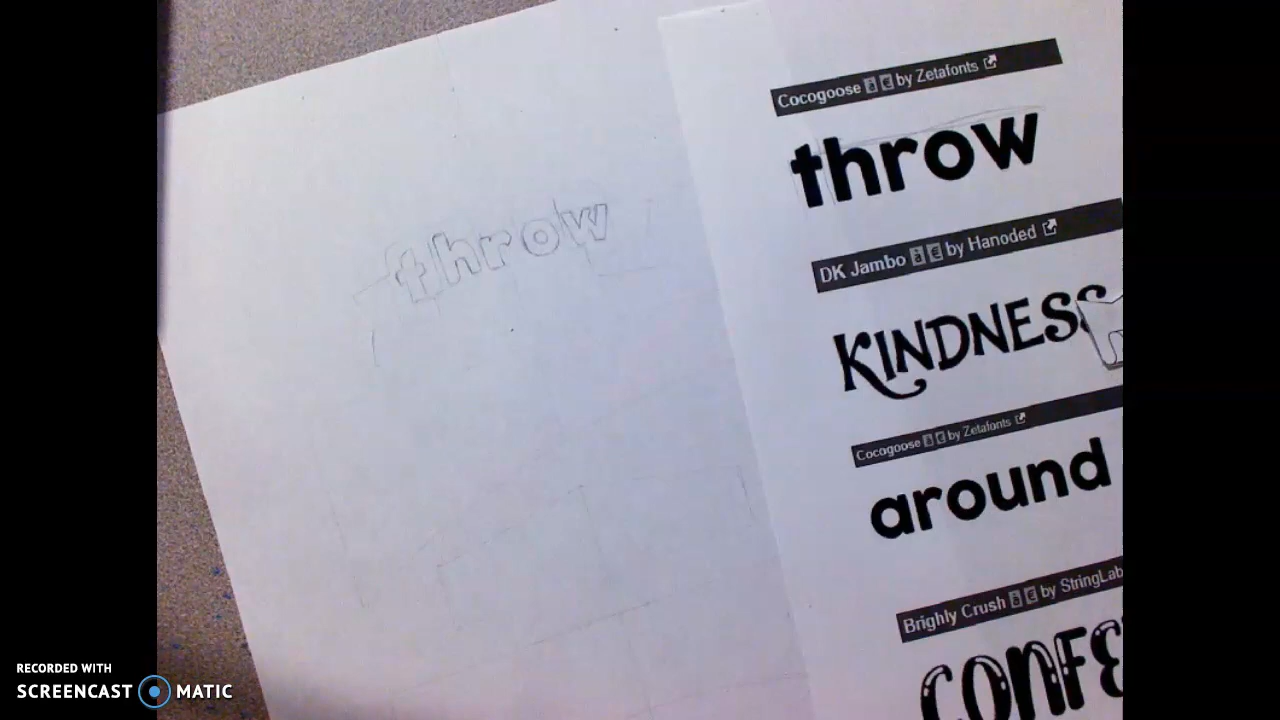 throw
Cocogoose à € by Zetafonts
throw
DK Jambo à € by Hanoded
KINDNESS
Cocogoose à € by Zetafonts
around
Brighly Crush à € by StringLab
CONFE
RECORDED WITH
SCREENCAST MATIC